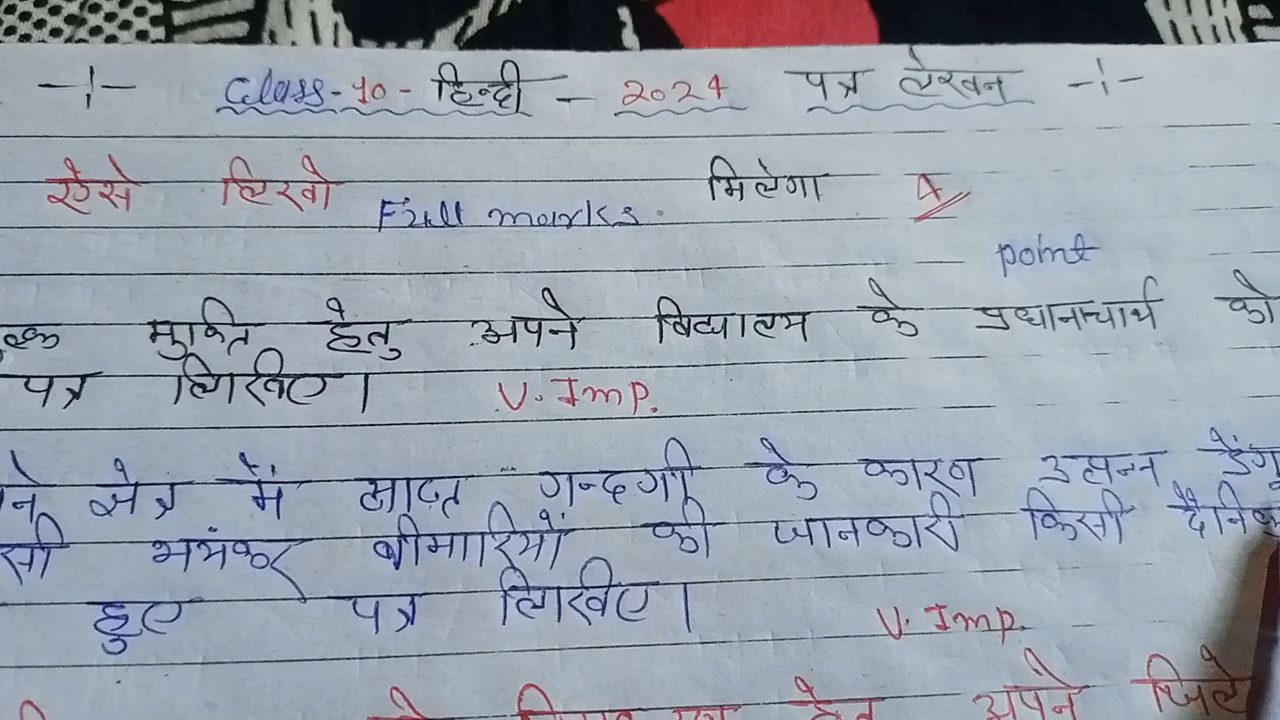 -:- Class-10 - हिन्दी - 2024 पत्र लेखन -:-
ऐसे लिखो Full marks. मिलेगा 4
point
मुक्ति हेतु अपने विद्यालय के प्रधानाचार्य को
पत्र लिखिए। V. Imp.
क्षेत्र में व्याप्त गन्दगी के कारण उत्पन्न डेंगू
सी भयंकर बीमारियों की जानकारी किसी दैनिक
हुए पत्र लिखिए। V. Imp.
हेतु अपने जिले